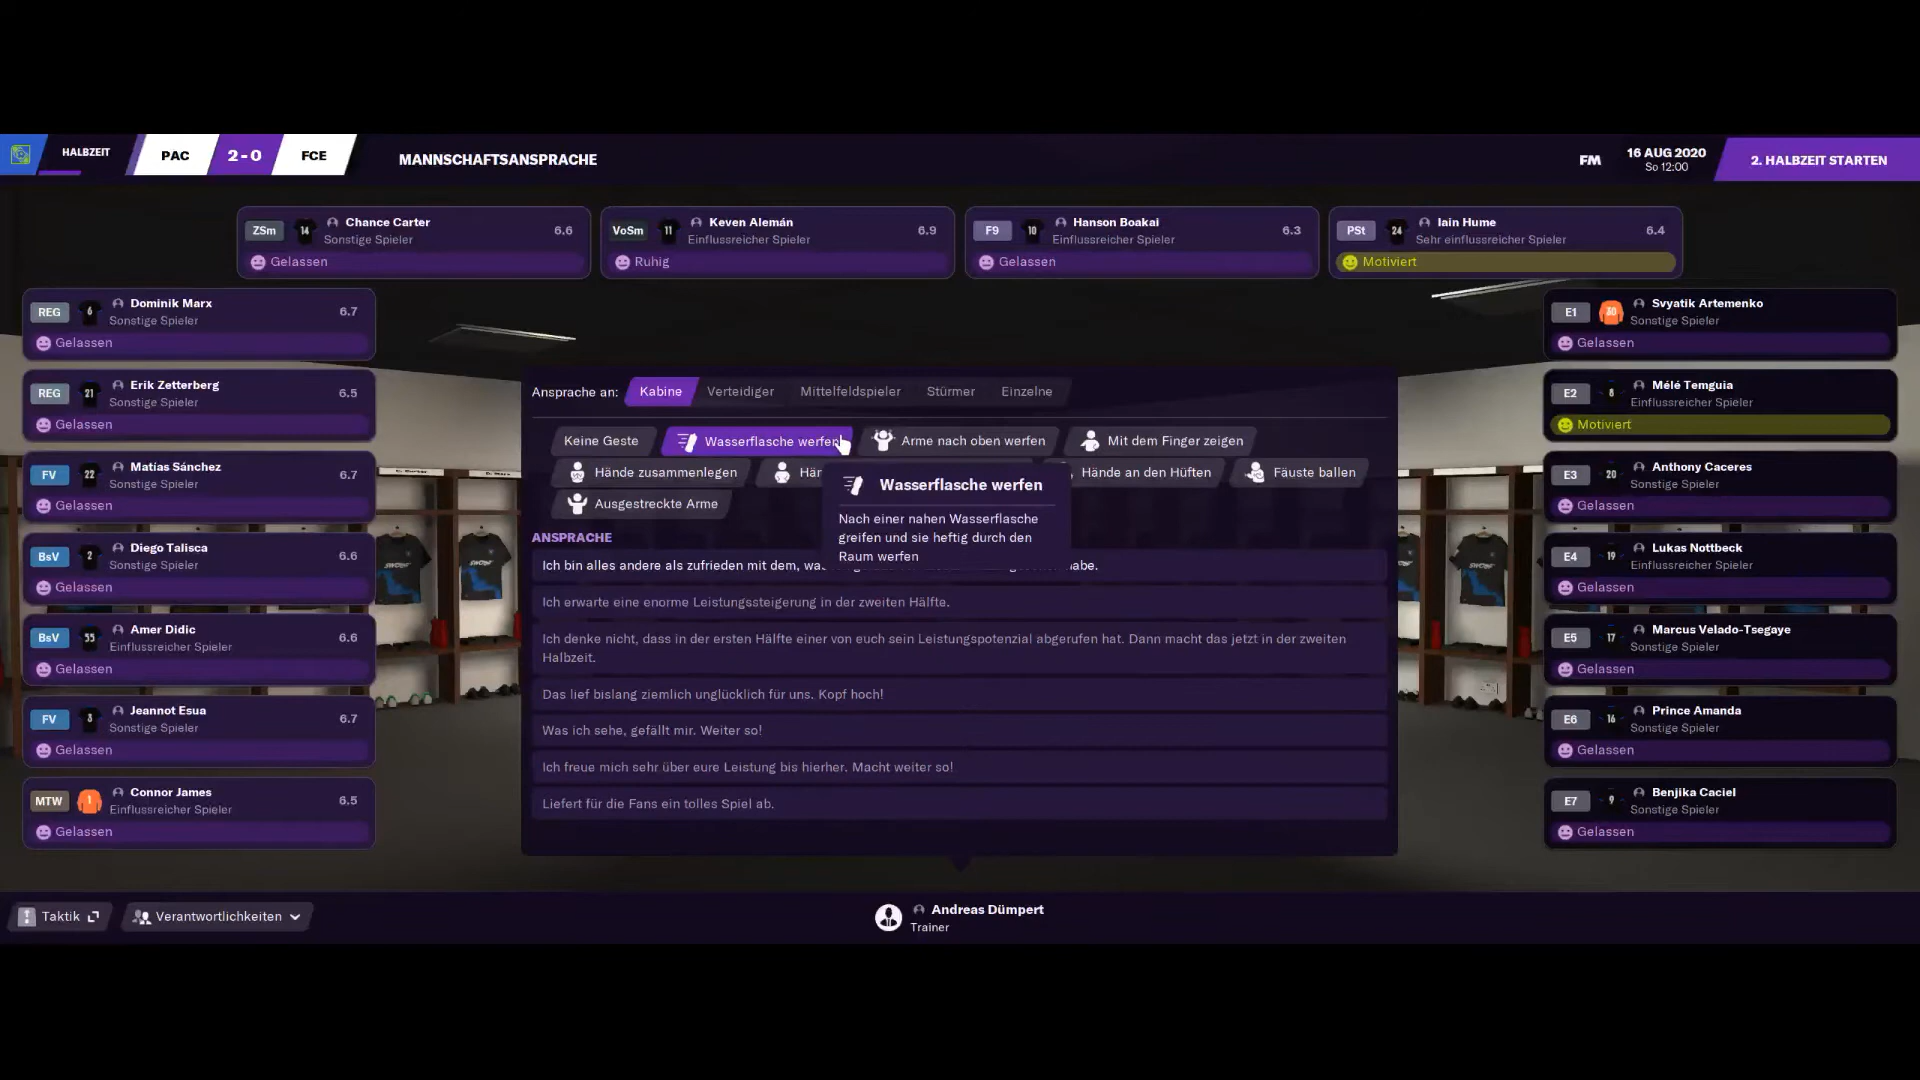 HALBZEIT
PAC 2-0 FCE
MANNSCHAFTSANSPRACHE
FM
16 AUG 2020
So 12:00
2. HALBZEIT STARTEN
ZSm 14 Chance Carter 6.6
Sonstige Spieler
Gelassen
VoSm 11 Keven Alemán 6.9
Einflussreicher Spieler
Ruhig
F9 10 Hanson Boakai 6.3
Einflussreicher Spieler
Gelassen
PSt 24 Iain Hume 6.4
Sehr einflussreicher Spieler
Motiviert
REG 6 Dominik Marx 6.7
Sonstige Spieler
Gelassen
REG 21 Erik Zetterberg 6.5
Sonstige Spieler
Gelassen
FV 22 Matías Sánchez 6.7
Sonstige Spieler
Gelassen
BsV 2 Diego Talisca 6.6
Sonstige Spieler
Gelassen
BsV 55 Amer Didic 6.6
Einflussreicher Spieler
Gelassen
FV 3 Jeannot Esua 6.7
Sonstige Spieler
Gelassen
MTW 1 Connor James 6.5
Einflussreicher Spieler
Gelassen
Ansprache an: Kabine Verteidiger Mittelfeldspieler Stürmer Einzelne
Keine Geste Wasserflasche werfen Arme nach oben werfen Mit dem Finger zeigen
Hände zusammenlegen Hände an den Hüften Fäuste ballen
Ausgestreckte Arme
Wasserflasche werfen
Nach einer nahen Wasserflasche
greifen und sie heftig durch den
Raum werfen
ANSPRACHE
Ich bin alles andere als zufrieden mit dem, habe.
Ich erwarte eine enorme Leistungssteigerung in der zweiten Hälfte.
Ich denke nicht, dass in der ersten Hälfte einer von euch sein Leistungspotenzial abgerufen hat. Dann macht das jetzt in der zweiten
Halbzeit.
Das lief bislang ziemlich unglücklich für uns. Kopf hoch!
Was ich sehe, gefällt mir. Weiter so!
Ich freue mich sehr über eure Leistung bis hierher. Macht weiter so!
Liefert für die Fans ein tolles Spiel ab.
E1 30 Svyatik Artemenko
Sonstige Spieler
Gelassen
E2 8 Mélé Temguia
Einflussreicher Spieler
Motiviert
E3 20 Anthony Caceres
Sonstige Spieler
Gelassen
E4 19 Lukas Nottbeck
Einflussreicher Spieler
Gelassen
E5 17 Marcus Velado-Tsegaye
Sonstige Spieler
Gelassen
E6 16 Prince Amanda
Sonstige Spieler
Gelassen
E7 9 Benjika Caciel
Sonstige Spieler
Gelassen
Taktik
Verantwortlichkeiten
Andreas Dümpert
Trainer